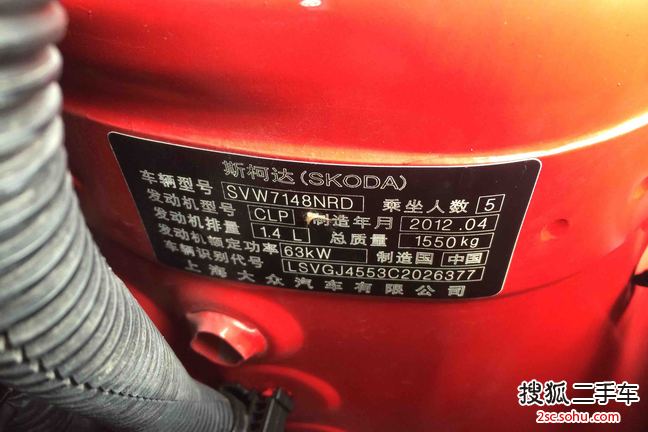 斯柯达(SKODA)
车辆型号 SVW7148NRD 乘坐人数 5
发动机型号 CLP 制造年月 2012.04
发动机排量 1.4 L 总质量 1550kg
发动机额定功率 63kW 制造国 中国
车辆识别代号 LSVGJ4553C2026377
上海大众汽车有限公司
搜狐二手车
2sc.sohu.com